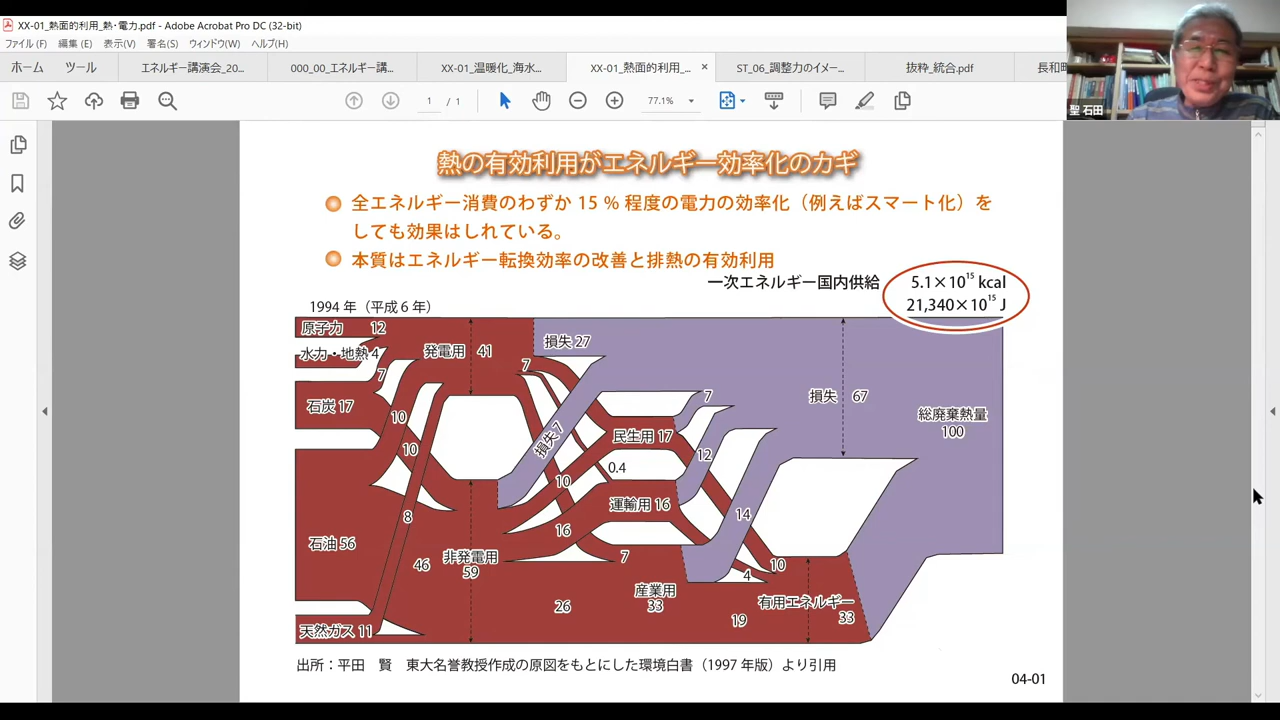 XX-01_熱面的利用_熱・電力.pdf - Adobe Acrobat Pro DC (32-bit)
ファイル (F) 編集 (E) 表示(V) 署名(S) ウィンドウ(W) ヘルプ(H)
ホーム ツール エネルギー講演会_20... 000_00_エネルギー講... XX-01_温暖化_海水... XX-01_熱面的利用_... × ST_06_調整力のイメー... 抜粋_統合.pdf 長和町
1 / 1 77.1%
聖 石田
熱の有効利用がエネルギー効率化のカギ
全エネルギー消費のわずか 15 % 程度の電力の効率化（例えばスマート化）を
しても効果はしれている。
本質はエネルギー転換効率の改善と排熱の有効利用
一次エネルギー国内供給
5.1×10¹⁵ kcal
21,340×10¹⁵ J
1994 年（平成 6 年）
原子力 12
水力・地熱 4
7
石炭 17
10
10
石油 56
8
46
天然ガス 11
発電用 41
非発電用
59
損失 27
7
損失 7
10
0.4
16
7
26
民生用 17
運輸用 16
産業用
33
7
12
14
4
10
19
有用エネルギー
33
損失 67
総廃棄熱量
100
出所：平田 賢 東大名誉教授作成の原図をもとにした環境白書（1997 年版）より引用
04-01